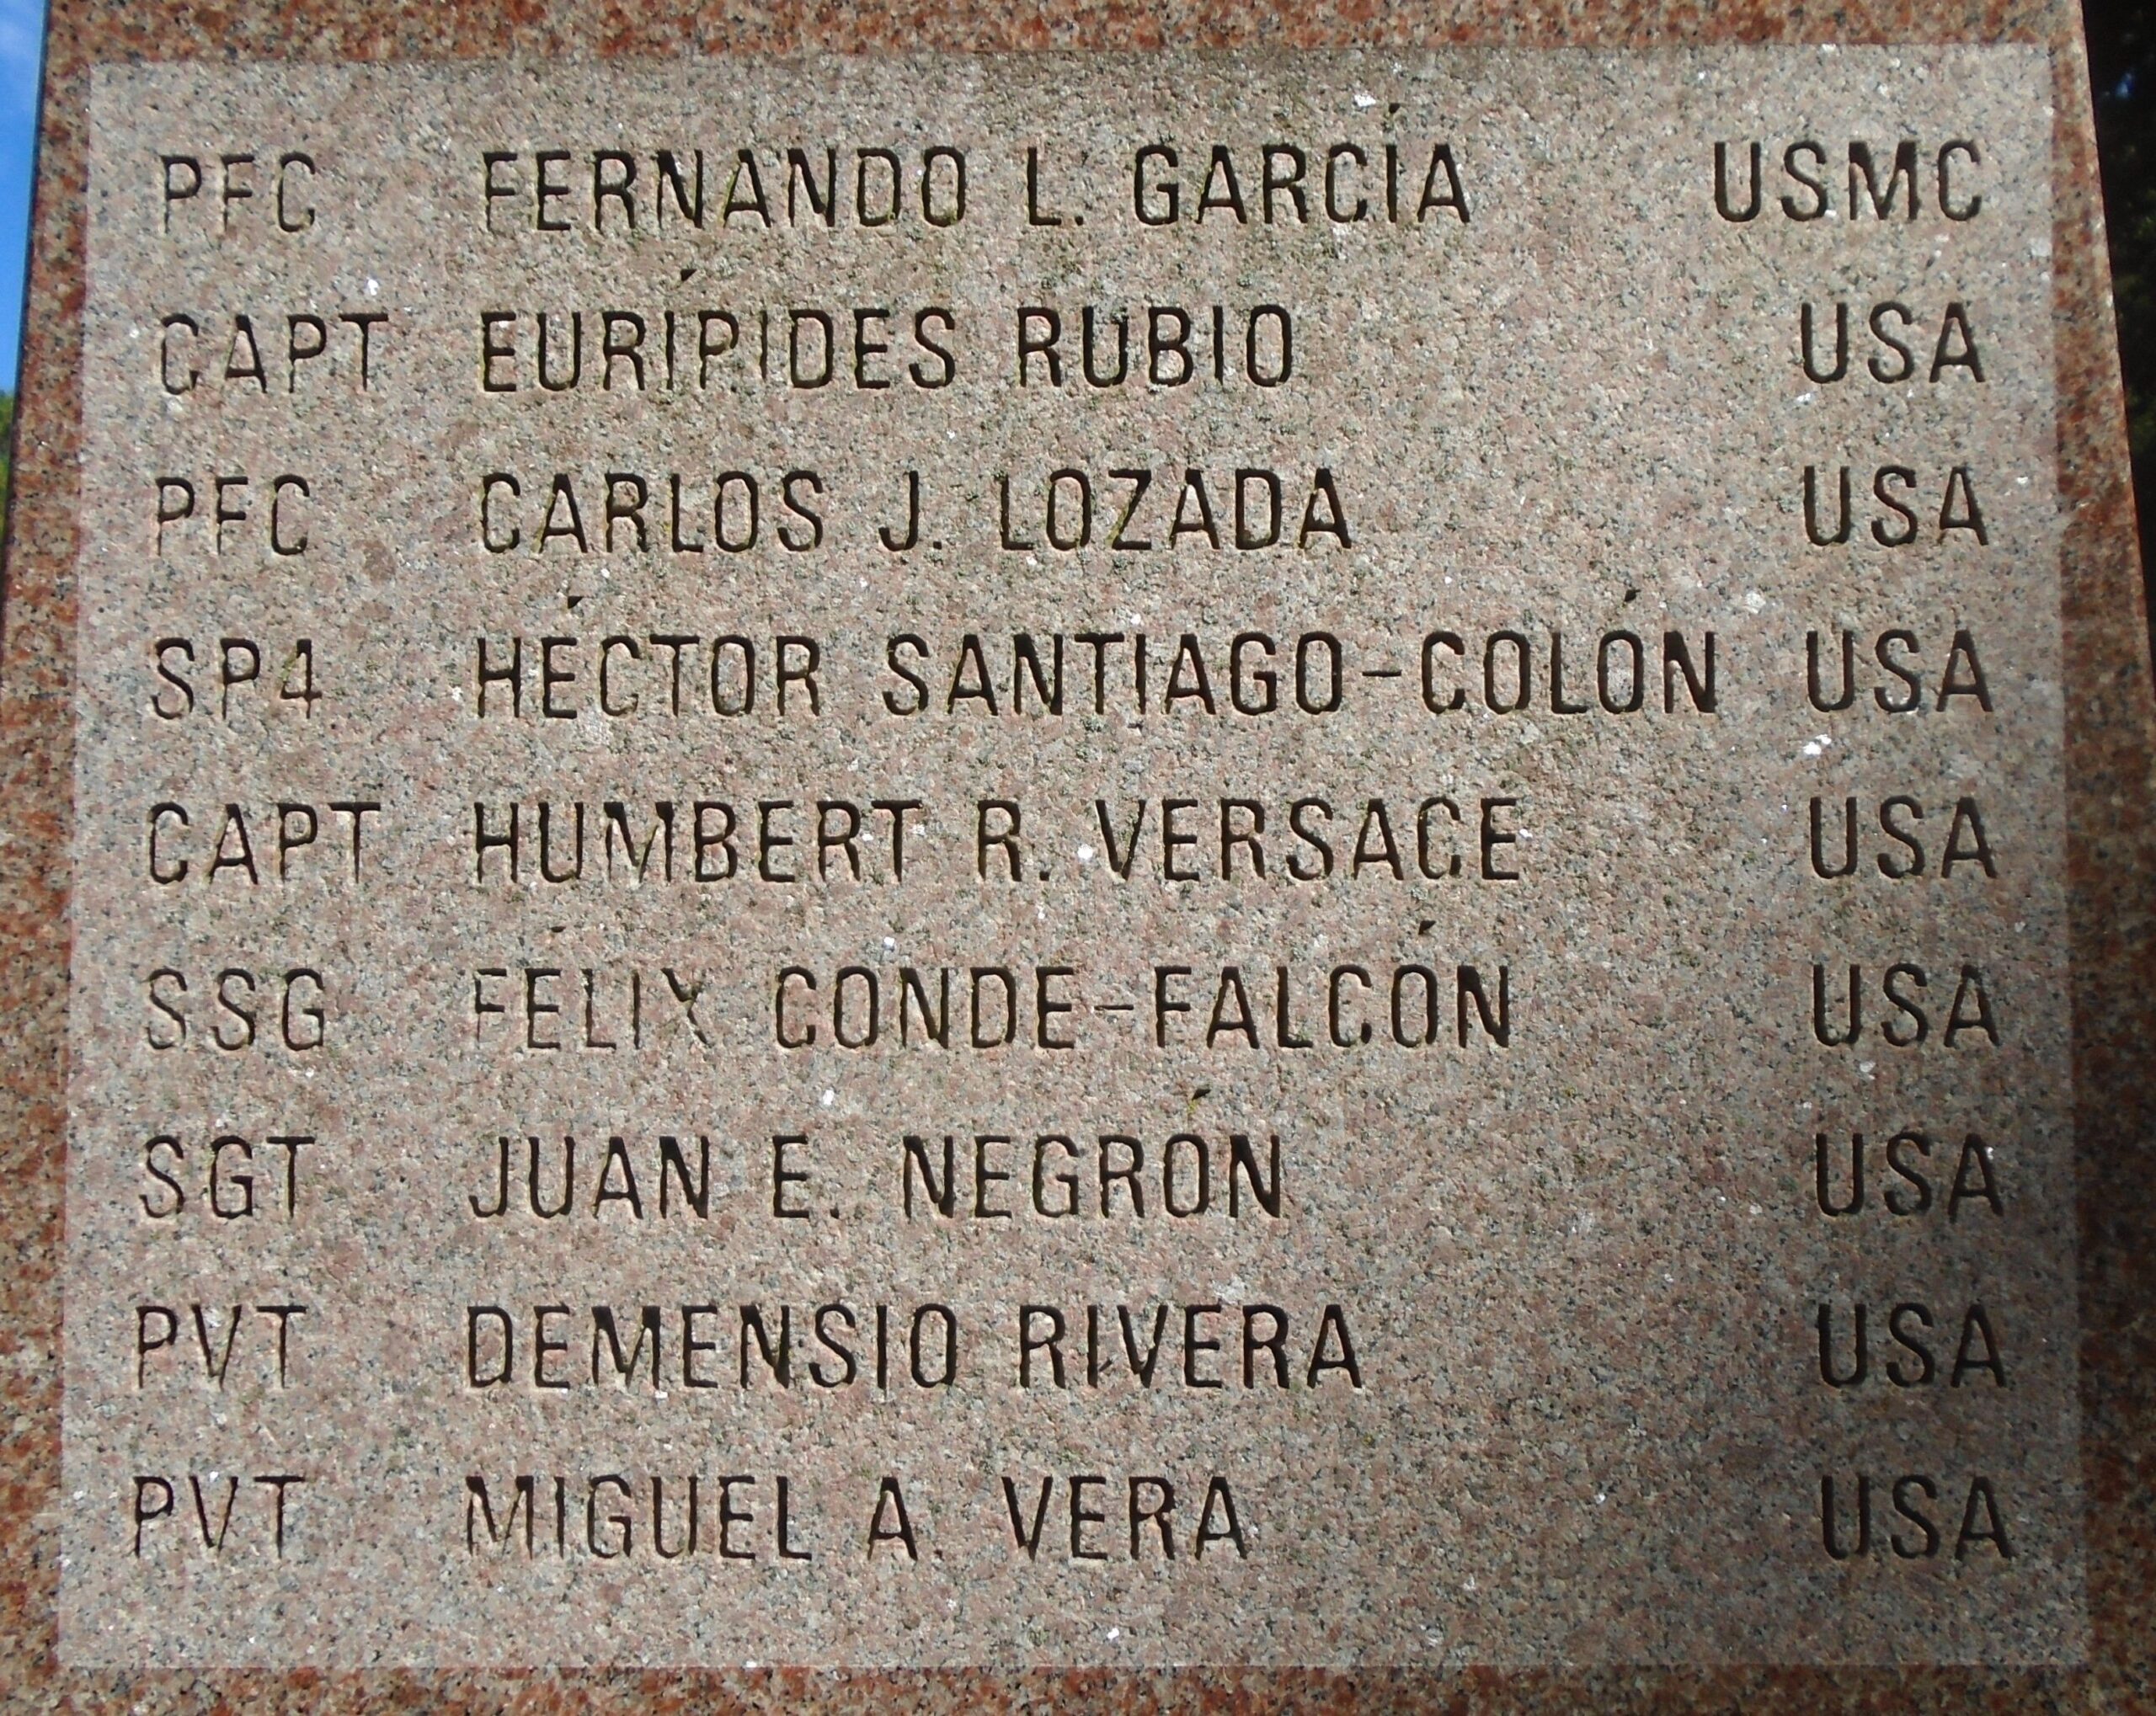 PFC FERNANDO L. GARCÍA USMC
CAPT EURÍPIDES RUBIO USA
PFC CARLOS J. LOZADA USA
SP4 HÉCTOR SANTIAGO-COLÓN USA
CAPT HUMBERT R. VERSACE USA
SSG FÉLIX CONDE-FALCÓN USA
SGT JUAN E. NEGRÓN USA
PVT DEMENSIO RIVERA USA
PVT MIGUEL A. VERA USA